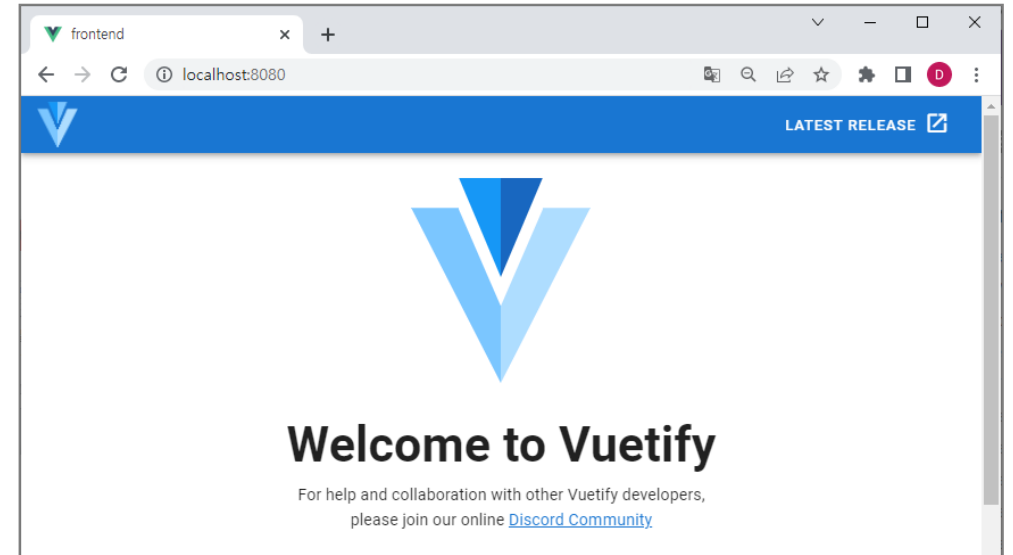 frontend
localhost:8080
D
LATEST RELEASE
Welcome to Vuetify
For help and collaboration with other Vuetify developers,
please join our online Discord Community